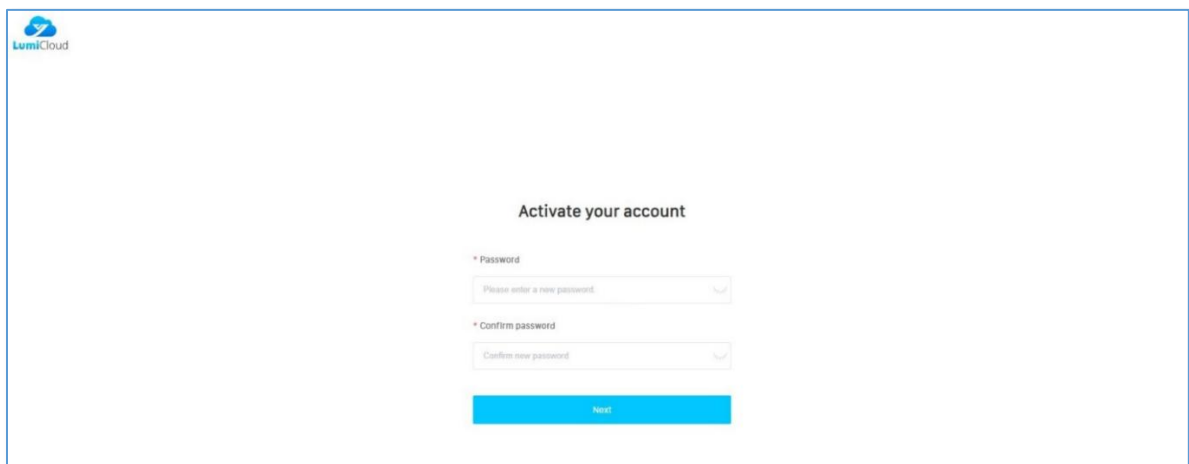 LumiCloud
Activate your account
* Password
Please enter a new password.
* Confirm password
Confirm new password
Next